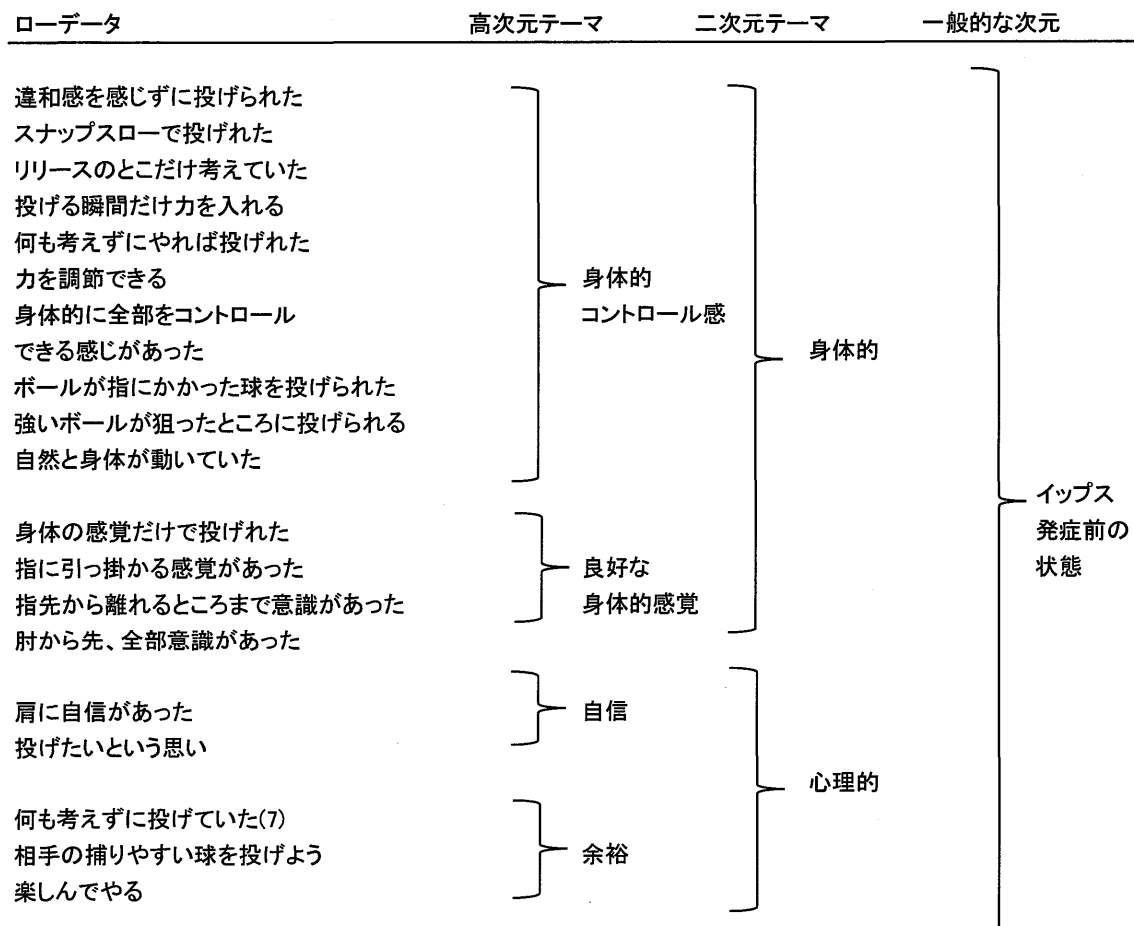 ローデータ 高次元テーマ 二次元テーマ 一般的な次元
違和感を感じずに投げられた
スナップスローで投げれた
リリースのとこだけ考えていた
投げる瞬間だけ力を入れる
何も考えずにやれば投げれた
力を調節できる
身体的に全部をコントロール
できる感じがあった
ボールが指にかかった球を投げられた
強いボールが狙ったところに投げられる
自然と身体が動いていた
身体的
コントロール感
身体の感覚だけで投げれた
指に引っ掛かる感覚があった
指先から離れるところまで意識があった
肘から先、全部意識があった
良好な
身体的感覚
身体的
肩に自信があった
投げたいという思い
自信
何も考えずに投げていた(7)
相手の捕りやすい球を投げよう
楽しんでやる
余裕
心理的
イップス
発症前の
状態